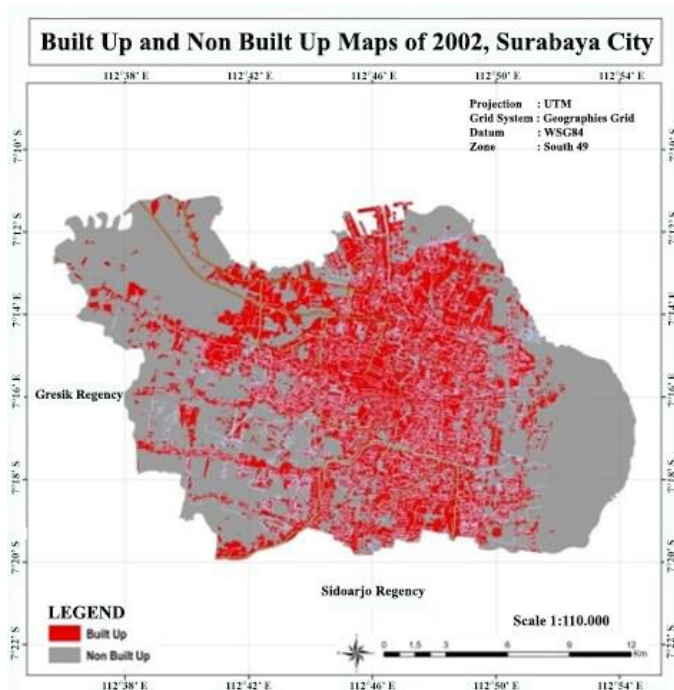 Built Up and Non Built Up Maps of 2002, Surabaya City
112°38' E 112°42' E 112°46' E 112°50' E 112°54' E
Projection : UTM
Grid System : Geographies Grid
Datum : WSG84
Zone : South 49
7°10' S 7°10' S
7°12' S 7°12' S
7°14' S 7°14' S
7°16' S 7°16' S
Gresik Regency
7°18' S 7°18' S
7°20' S 7°20' S
Sidoarjo Regency
LEGEND
Built Up
Non Built Up
Scale 1:110.000
0 1.5 3 6 9 12
Km
7°22' S 7°22' S
112°38' E 112°42' E 112°46' E 112°50' E 112°54' E